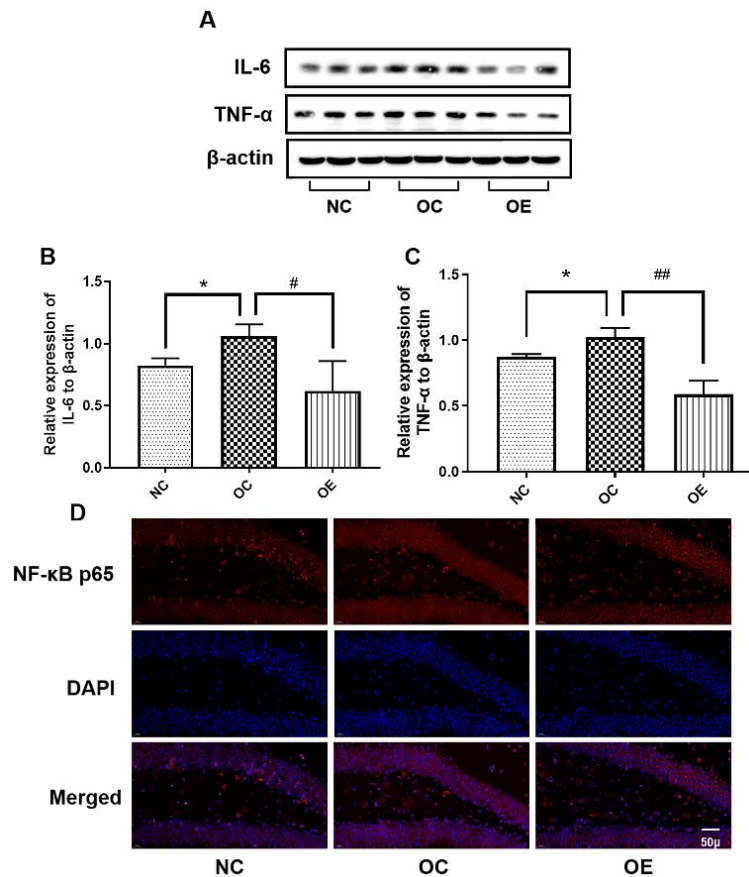 A
IL-6
TNF-α
β-actin
NC OC OE
B
Relative expression of
IL-6 to β-actin
1.5
1.0
0.5
0.0
*
#
NC OC OE
C
Relative expression of
TNF-α to β-actin
1.5
1.0
0.5
0.0
*
##
NC OC OE
D
NF-κB p65
DAPI
Merged
50μ
NC OC OE